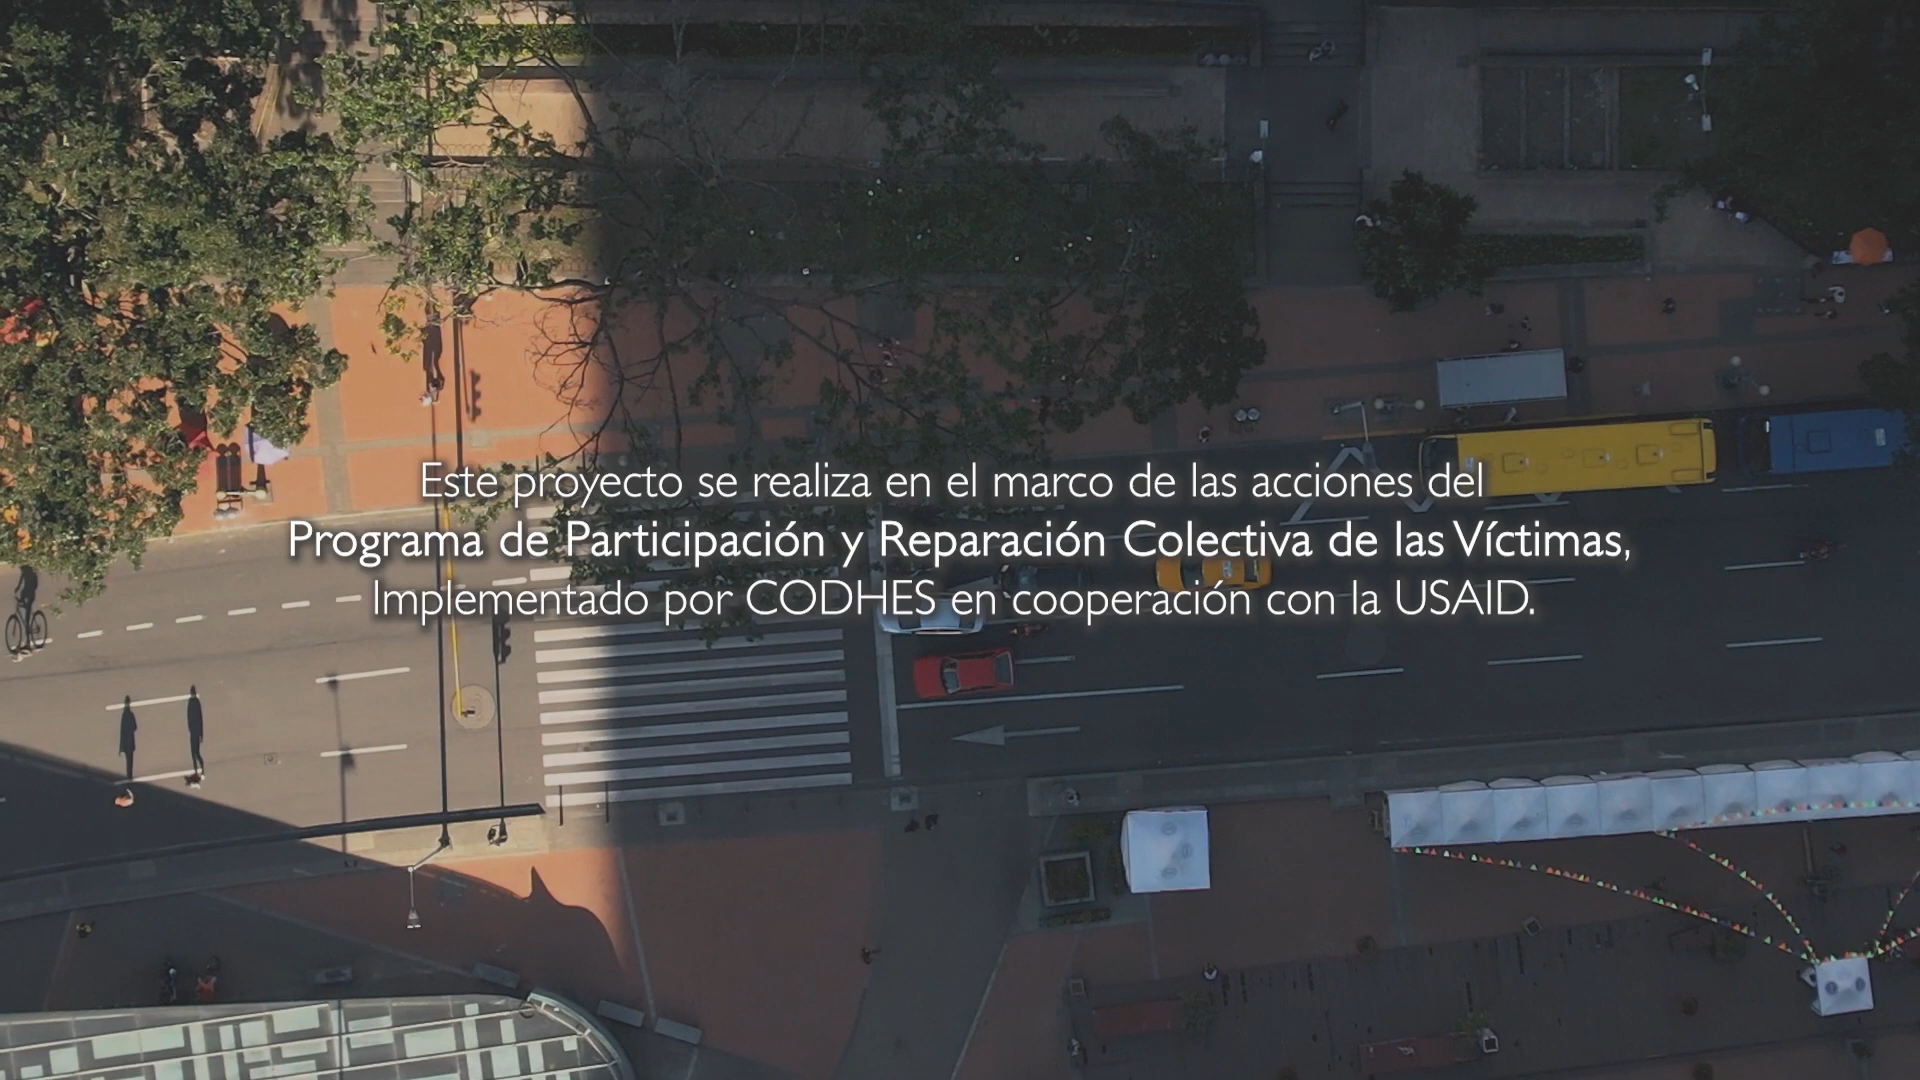 Este proyecto se realiza en el marco de las acciones del
Programa de Participación y Reparación Colectiva de las Víctimas,
Implementado por CODHES en cooperación con la USAID.